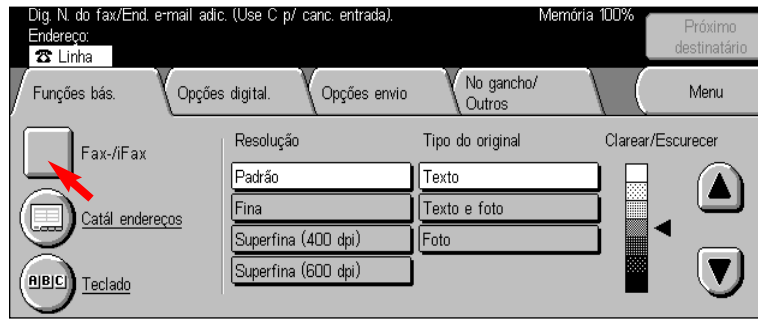 Dig. N. do fax/End. e-mail adic. (Use C p/ canc. entrada).
Memória 100%
Endereço:
Linha
Próximo
destinatário
Funções bás.
Opções digital.
Opções envio
No gancho/
Outros
Menu
Fax-/iFax
Resolução
Tipo do original
Clarear/Escurecer
Padrão
Texto
Fina
Texto e foto
Catál endereços
Superfina (400 dpi)
Foto
Superfina (600 dpi)
A|B|C|
Teclado